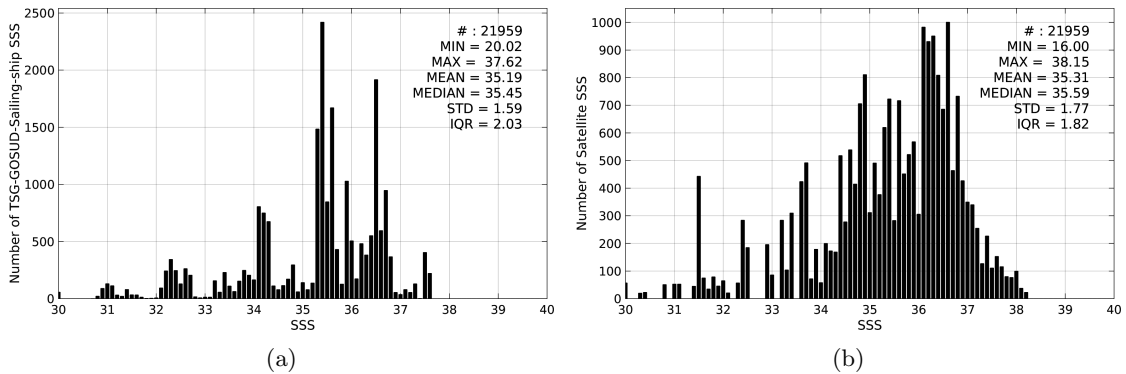 Number of TSG-GOSUD-Sailing-ship SSS
2500
2000
1500
1000
500
0
30 31 32 33 34 35 36 37 38 39 40
SSS
# : 21959
MIN = 20.02
MAX = 37.62
MEAN = 35.19
MEDIAN = 35.45
STD = 1.59
IQR = 2.03
(a)
Number of Satellite SSS
1000
900
800
700
600
500
400
300
200
100
0
30 31 32 33 34 35 36 37 38 39 40
SSS
# : 21959
MIN = 16.00
MAX = 38.15
MEAN = 35.31
MEDIAN = 35.59
STD = 1.77
IQR = 1.82
(b)